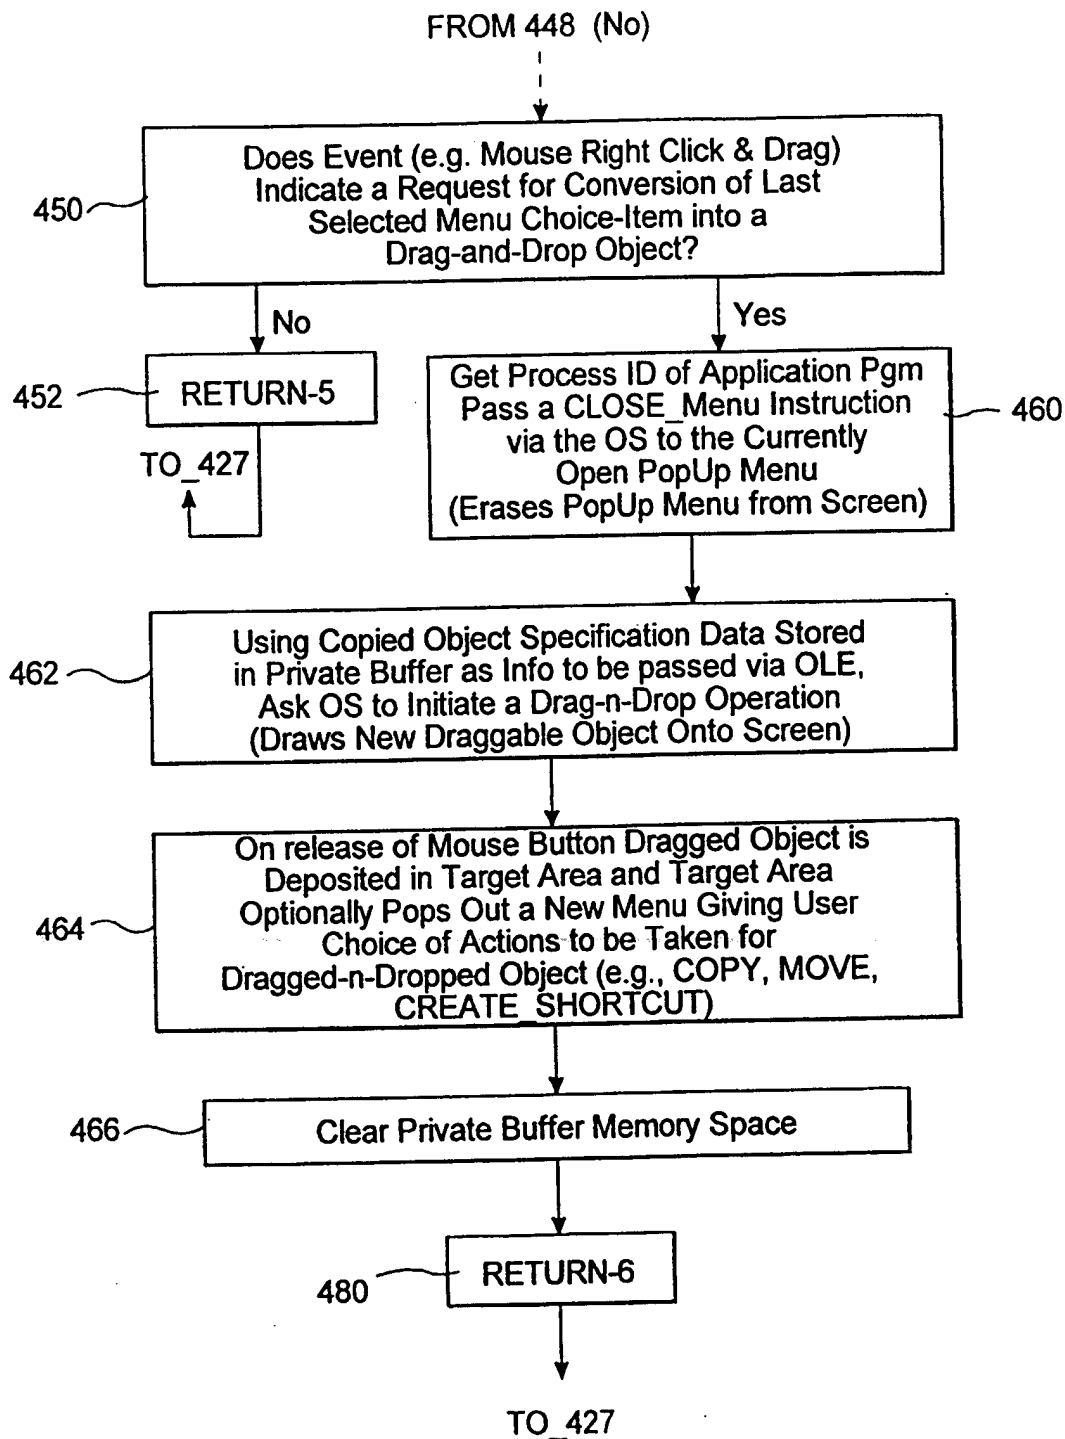 FROM 448 (No)
Does Event (e.g. Mouse Right Click & Drag)
Indicate a Request for Conversion of Last
Selected Menu Choice-Item into a
Drag-and-Drop Object?
450
No
Yes
452
RETURN-5
TO_427
Get Process ID of Application Pgm
Pass a CLOSE_Menu Instruction
via the OS to the Currently
Open PopUp Menu
(Erases PopUp Menu from Screen)
460
462
Using Copied Object Specification Data Stored
in Private Buffer as Info to be passed via OLE,
Ask OS to Initiate a Drag-n-Drop Operation
(Draws New Draggable Object Onto Screen)
464
On release of Mouse Button Dragged Object is
Deposited in Target Area and Target Area
Optionally Pops Out a New Menu Giving User
Choice of Actions to be Taken for
Dragged-n-Dropped Object (e.g., COPY, MOVE,
CREATE_SHORTCUT)
466
Clear Private Buffer Memory Space
480
RETURN-6
TO_427